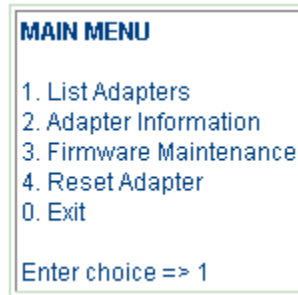 MAIN MENU
1. List Adapters
2. Adapter Information
3. Firmware Maintenance
4. Reset Adapter
0. Exit
Enter choice => 1